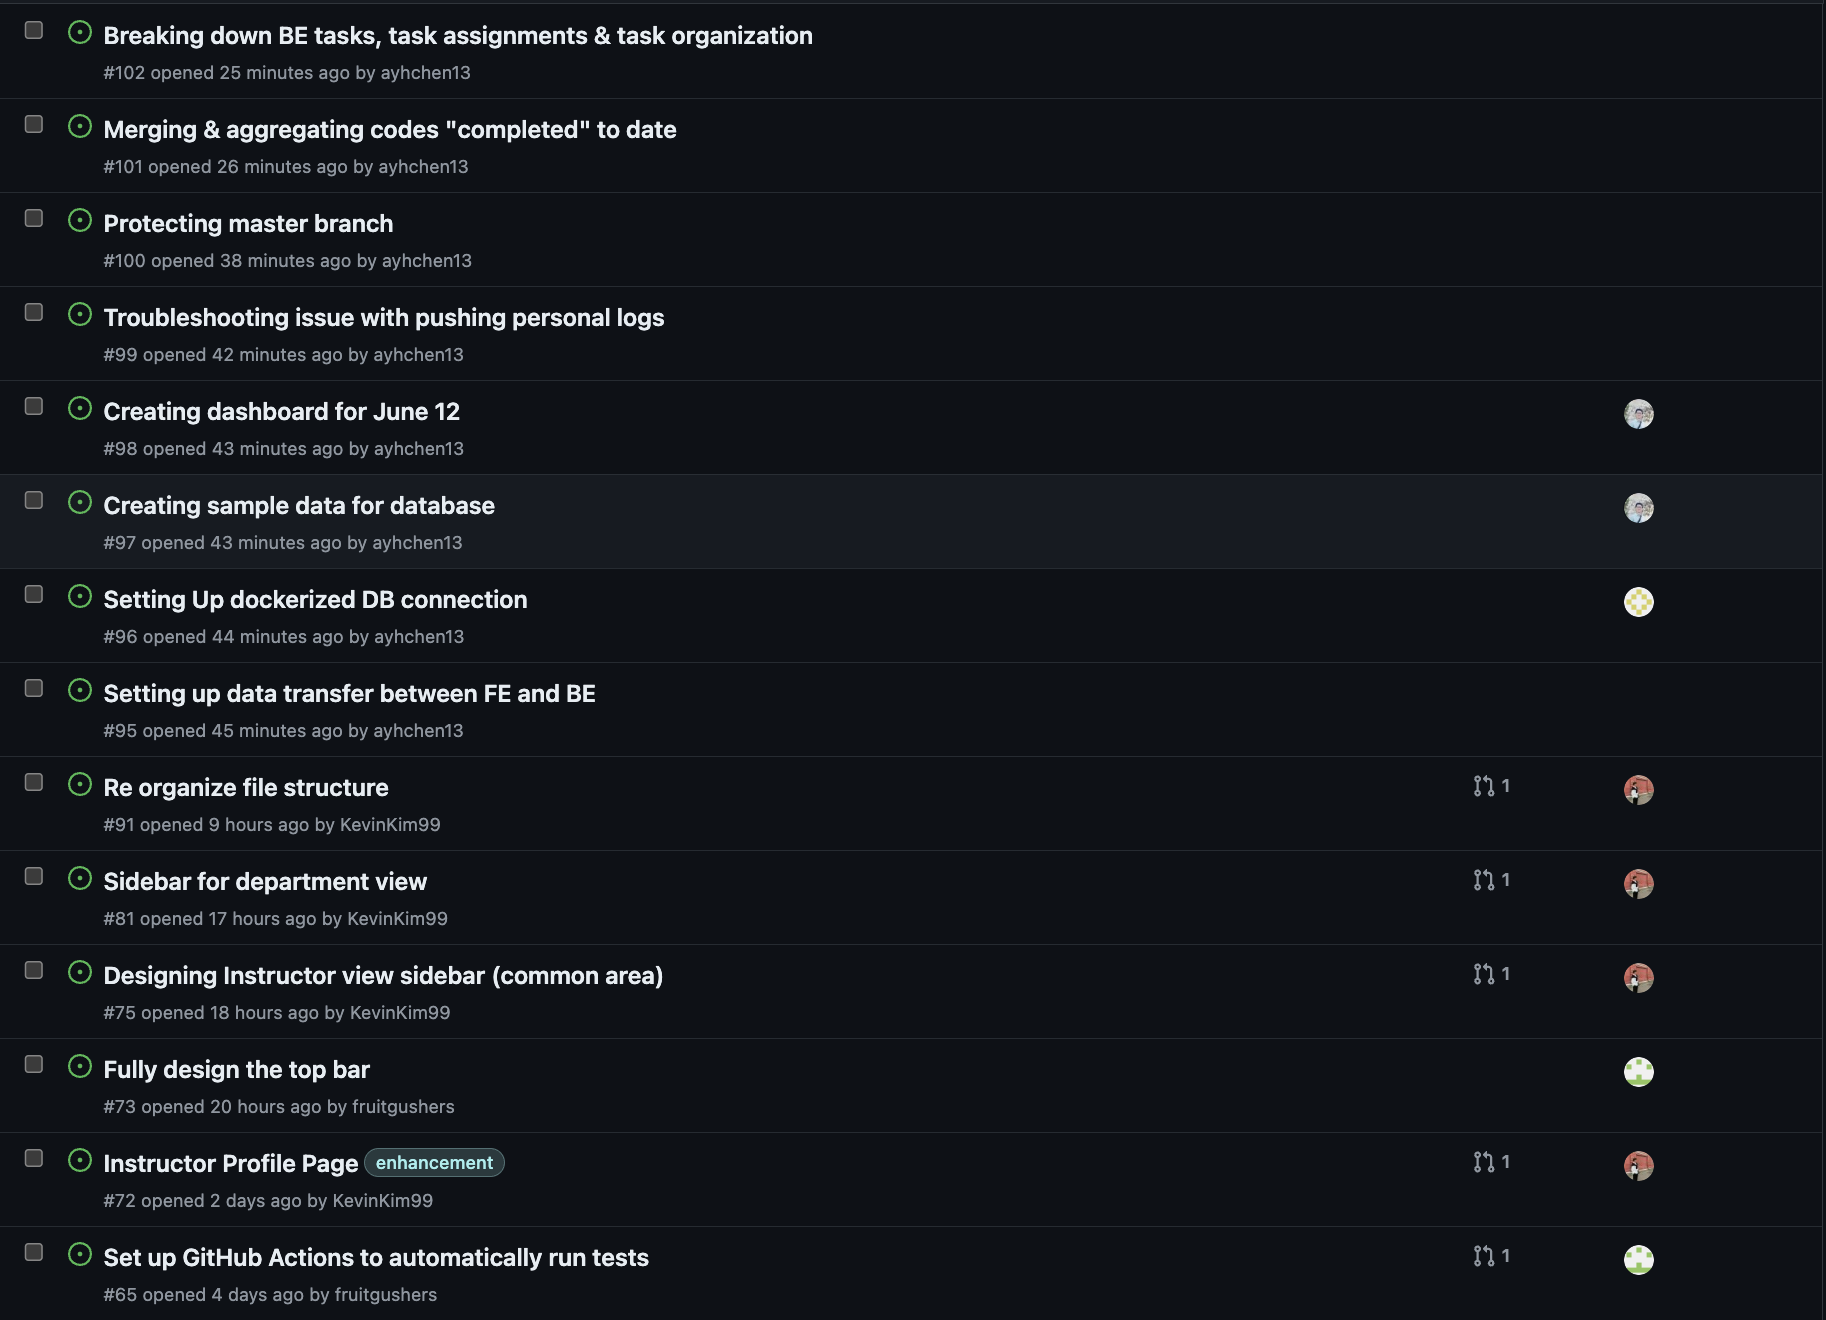 Breaking down BE tasks, task assignments & task organization
#102 opened 25 minutes ago by ayhchen13
Merging & aggregating codes "completed" to date
#101 opened 26 minutes ago by ayhchen13
Protecting master branch
#100 opened 38 minutes ago by ayhchen13
Troubleshooting issue with pushing personal logs
#99 opened 42 minutes ago by ayhchen13
Creating dashboard for June 12
#98 opened 43 minutes ago by ayhchen13
Creating sample data for database
#97 opened 43 minutes ago by ayhchen13
Setting Up dockerized DB connection
#96 opened 44 minutes ago by ayhchen13
Setting up data transfer between FE and BE
#95 opened 45 minutes ago by ayhchen13
Re organize file structure 1
#91 opened 9 hours ago by KevinKim99
Sidebar for department view 1
#81 opened 17 hours ago by KevinKim99
Designing Instructor view sidebar (common area) 1
#75 opened 18 hours ago by KevinKim99
Fully design the top bar
#73 opened 20 hours ago by fruitgushers
Instructor Profile Page enhancement 1
#72 opened 2 days ago by KevinKim99
Set up GitHub Actions to automatically run tests 1
#65 opened 4 days ago by fruitgushers